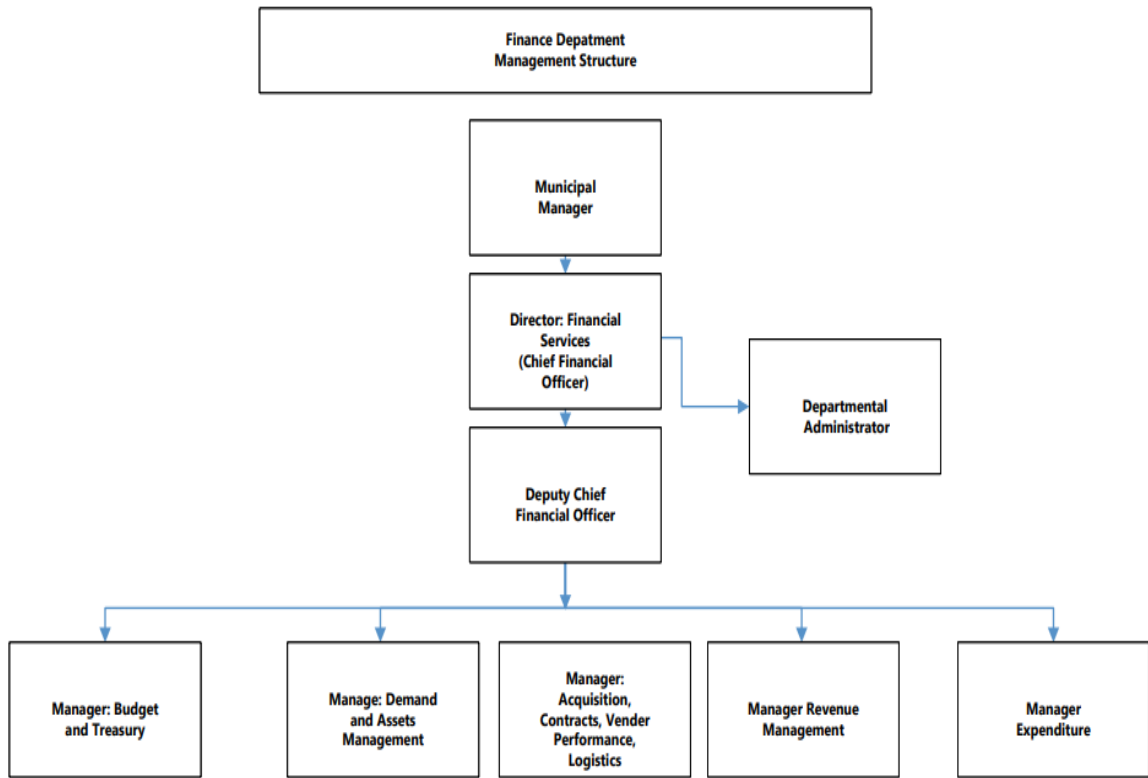 Finance Depatment
Management Structure
Municipal
Manager
Director: Financial
Services
(Chief Financial
Officer)
Departmental
Administrator
Deputy Chief
Financial Officer
Manager: Budget
and Treasury
Manage: Demand
and Assets
Management
Manager:
Acquisition,
Contracts, Vender
Performance,
Logistics
Manager Revenue
Management
Manager
Expenditure